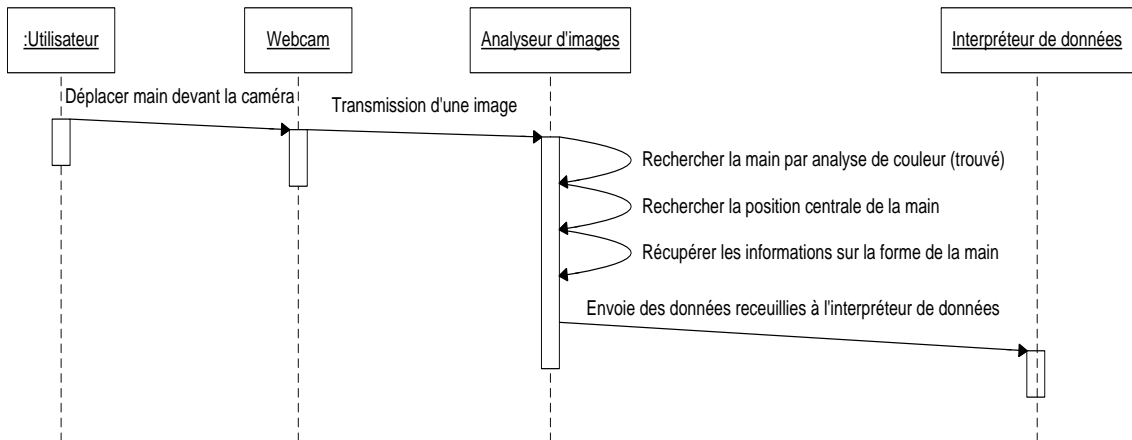 :Utilisateur
Webcam
Analyseur d'images
Interpréteur de données
Déplacer main devant la caméra
Transmission d'une image
Rechercher la main par analyse de couleur (trouvé)
Rechercher la position centrale de la main
Récupérer les informations sur la forme de la main
Envoie des données receuillies à l'interpréteur de données